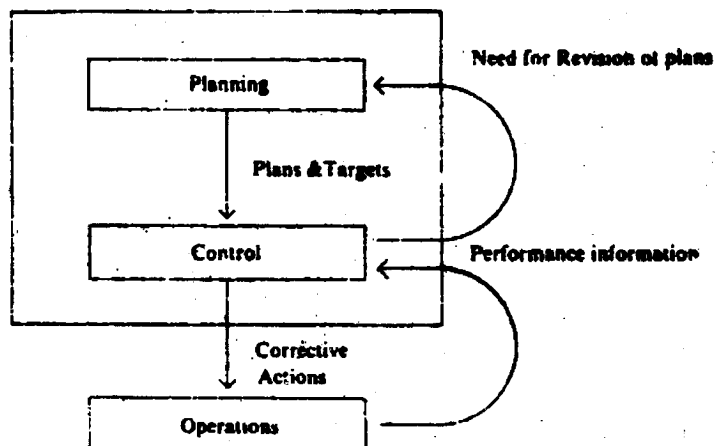 Need for Revision of plans
Planning
Plans & Targets
Control
Performance information
Corrective
Actions
Operations